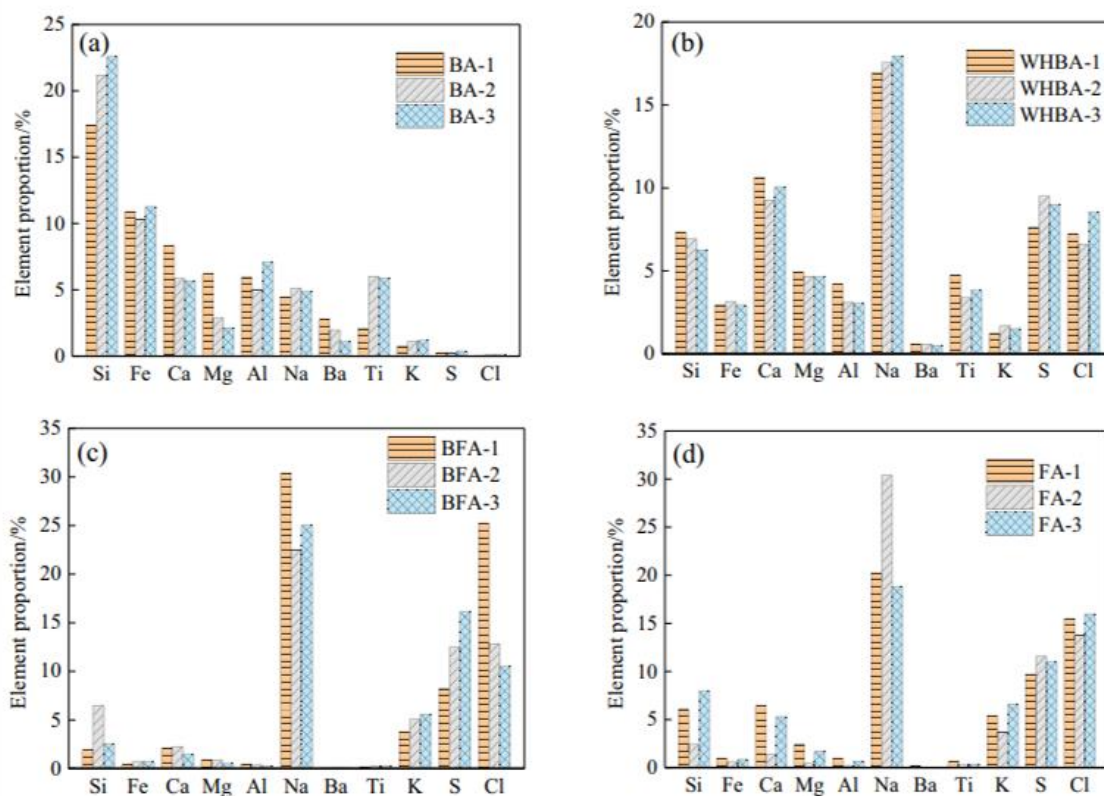 (a)
BA-1
BA-2
BA-3
Element proportion/%
25
20
15
10
5
0
Si Fe Ca Mg Al Na Ba Ti K S Cl
(b)
WHBA-1
WHBA-2
WHBA-3
Element proportion/%
20
15
10
5
0
Si Fe Ca Mg Al Na Ba Ti K S Cl
(c)
BFA-1
BFA-2
BFA-3
Element proportion/%
35
30
25
20
15
10
5
0
Si Fe Ca Mg Al Na Ba Ti K S Cl
(d)
FA-1
FA-2
FA-3
Element proportion/%
35
30
25
20
15
10
5
0
Si Fe Ca Mg Al Na Ba Ti K S Cl